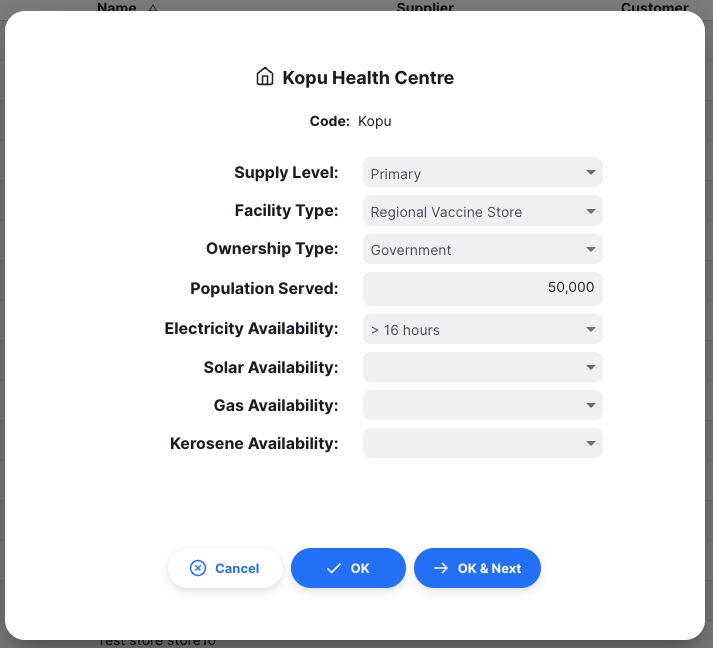 Name Supplier Customer
Kopu Health Centre
Code: Kopu
Supply Level: Primary
Facility Type: Regional Vaccine Store
Ownership Type: Government
Population Served: 50,000
Electricity Availability: > 16 hours
Solar Availability:
Gas Availability:
Kerosene Availability:
Cancel OK OK & Next
Test store store10